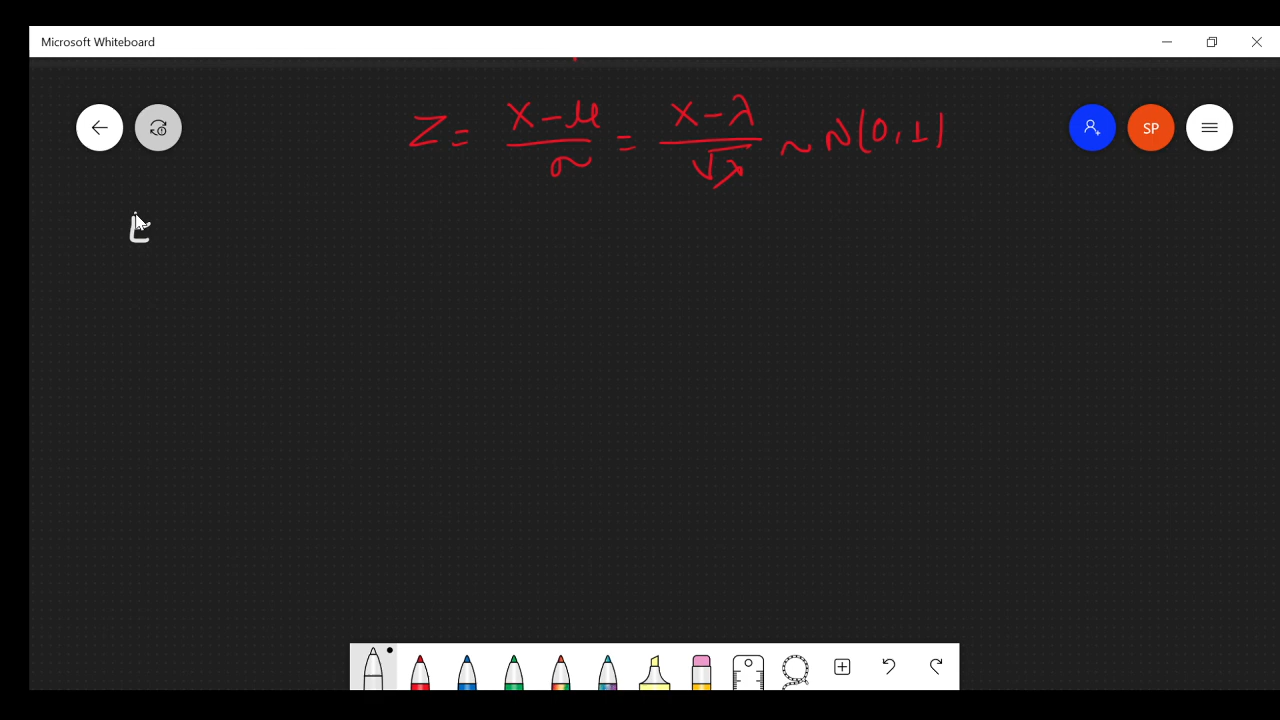 Microsoft Whiteboard
Z = X-μ/σ = X-λ/√λ ~ N(0,1)
SP
E